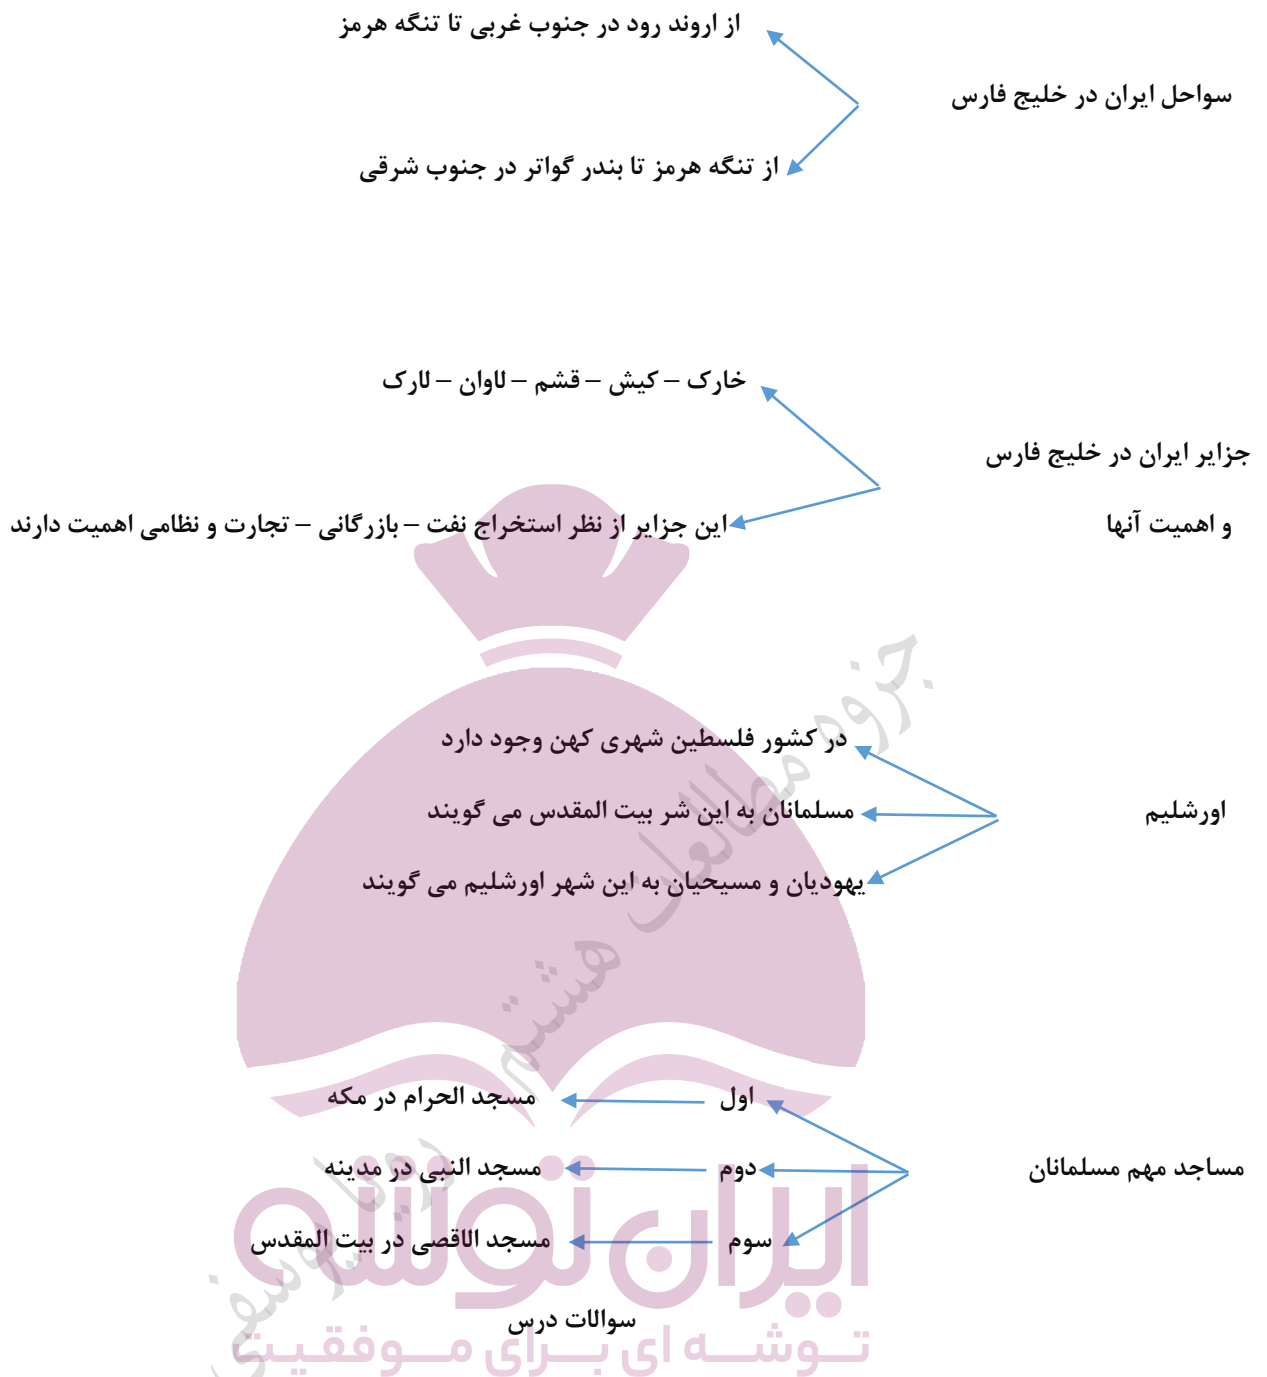 از اروند رود در جنوب غربی تا تنگه هرمز
سواحل ایران در خلیج فارس
از تنگه هرمز تا بندر گواتر در جنوب شرقی
خارک – کیش – قشم – لاوان – لارک
جزایر ایران در خلیج فارس
و اهمیت آنها
این جزایر از نظر استخراج نفت – بازرگانی – تجارت و نظامی اهمیت دارند
در کشور فلسطین شهری کهن وجود دارد
اورشلیم
مسلمانان به این شر بیت المقدس می گویند
یهودیان و مسیحیان به این شهر اورشلیم می گویند
مساجد مهم مسلمانان
اول
مسجد الحرام در مکه
دوم
مسجد النبی در مدینه
سوم
مسجد الاقصی در بیت المقدس
سوالات درس
جزوه مطالعات هشتم
رویا یوسفی
ایران توشه
توشه ای برای موفقیت